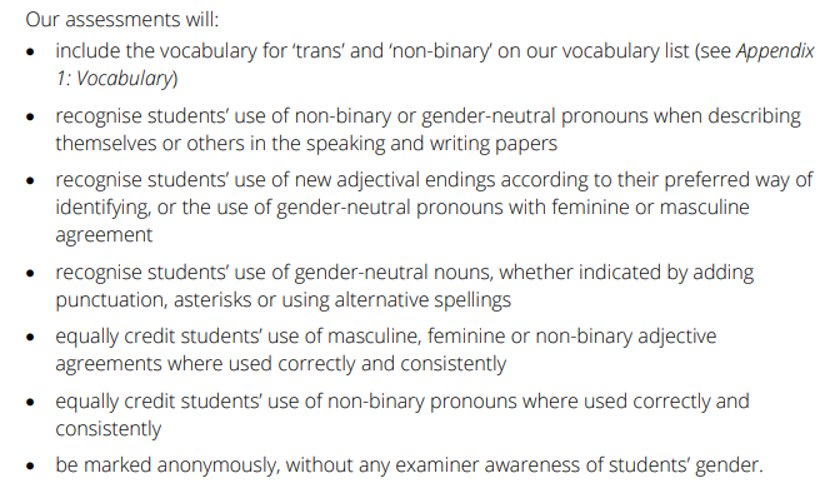 Our assessments will:
• include the vocabulary for ‘trans’ and ‘non-binary’ on our vocabulary list (see Appendix
1: Vocabulary)
• recognise students’ use of non-binary or gender-neutral pronouns when describing
themselves or others in the speaking and writing papers
• recognise students’ use of new adjectival endings according to their preferred way of
identifying, or the use of gender-neutral pronouns with feminine or masculine
agreement
• recognise students’ use of gender-neutral nouns, whether indicated by adding
punctuation, asterisks or using alternative spellings
• equally credit students’ use of masculine, feminine or non-binary adjective
agreements where used correctly and consistently
• equally credit students’ use of non-binary pronouns where used correctly and
consistently
• be marked anonymously, without any examiner awareness of students’ gender.